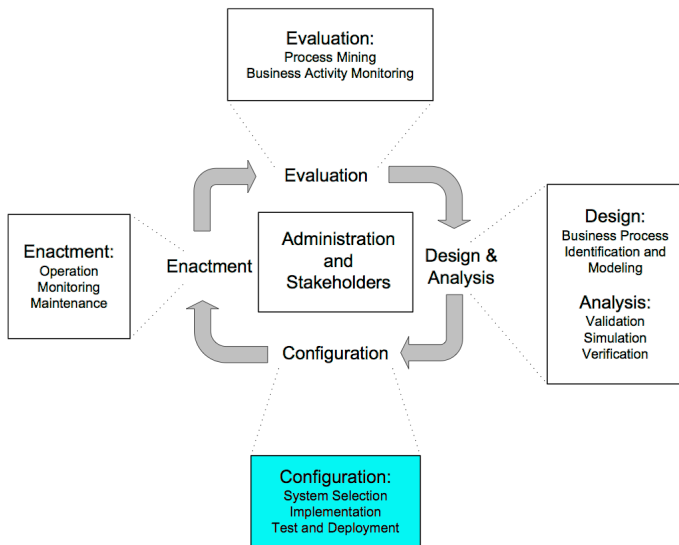 Evaluation:
Process Mining
Business Activity Monitoring
Evaluation
Enactment:
Operation
Monitoring
Maintenance
Enactment
Administration
and
Stakeholders
Design &
Analysis
Design:
Business Process
Identification and
Modeling
Analysis:
Validation
Simulation
Verification
Configuration
Configuration:
System Selection
Implementation
Test and Deployment